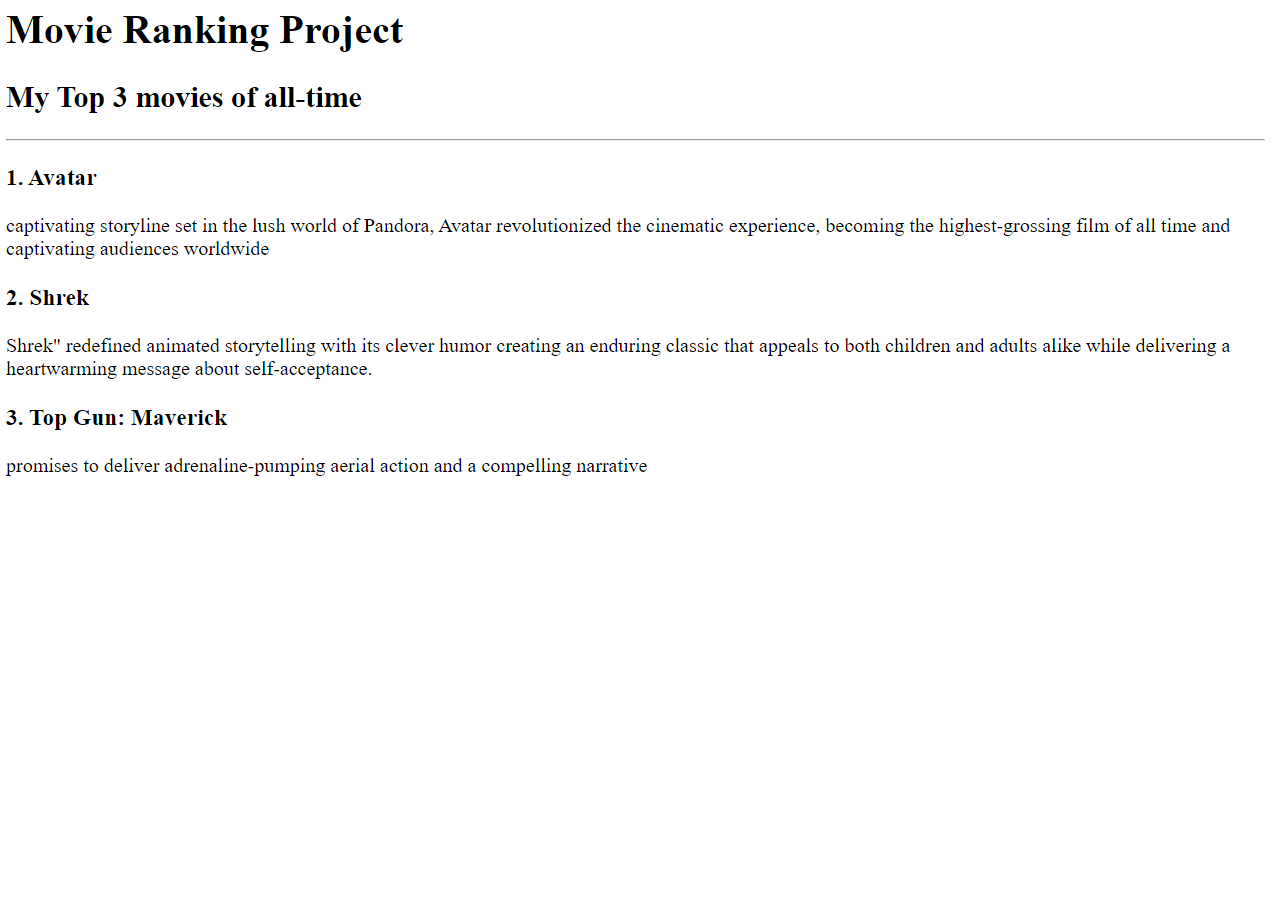 Movie Ranking Project
My Top 3 movies of all-time
1. Avatar
captivating storyline set in the lush world of Pandora, Avatar revolutionized the cinematic experience, becoming the highest-grossing film of all time and
captivating audiences worldwide
2. Shrek
Shrek" redefined animated storytelling with its clever humor creating an enduring classic that appeals to both children and adults alike while delivering a
heartwarming message about self-acceptance.
3. Top Gun: Maverick
promises to deliver adrenaline-pumping aerial action and a compelling narrative